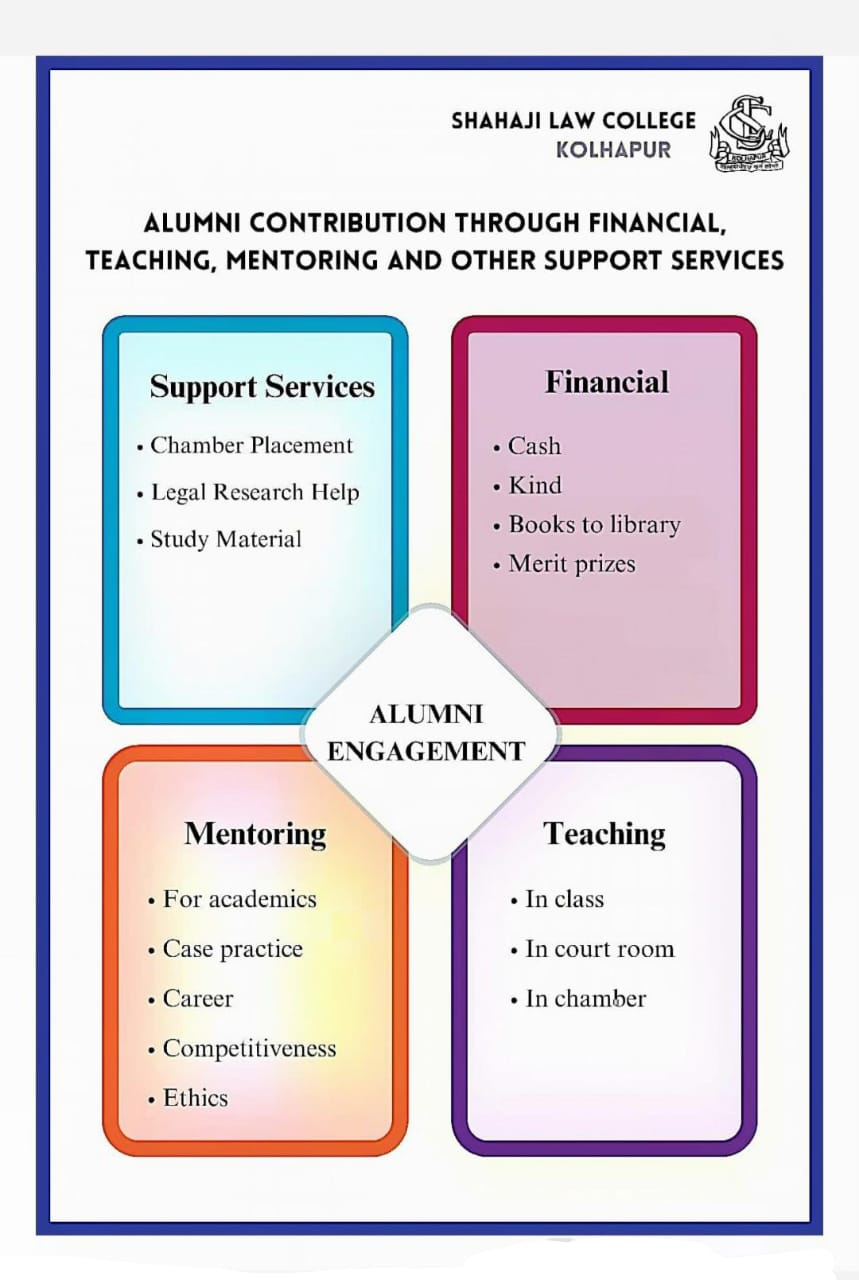 SHAHAJI LAW COLLEGE
KOLHAPUR
KOLHAPUR
ALUMNI CONTRIBUTION THROUGH FINANCIAL,
TEACHING, MENTORING AND OTHER SUPPORT SERVICES
Support Services
• Chamber Placement
• Legal Research Help
• Study Material
Financial
• Cash
• Kind
• Books to library
• Merit prizes
ALUMNI
ENGAGEMENT
Mentoring
• For academics
• Case practice
• Career
• Competitiveness
• Ethics
Teaching
• In class
• In court room
• In chamber